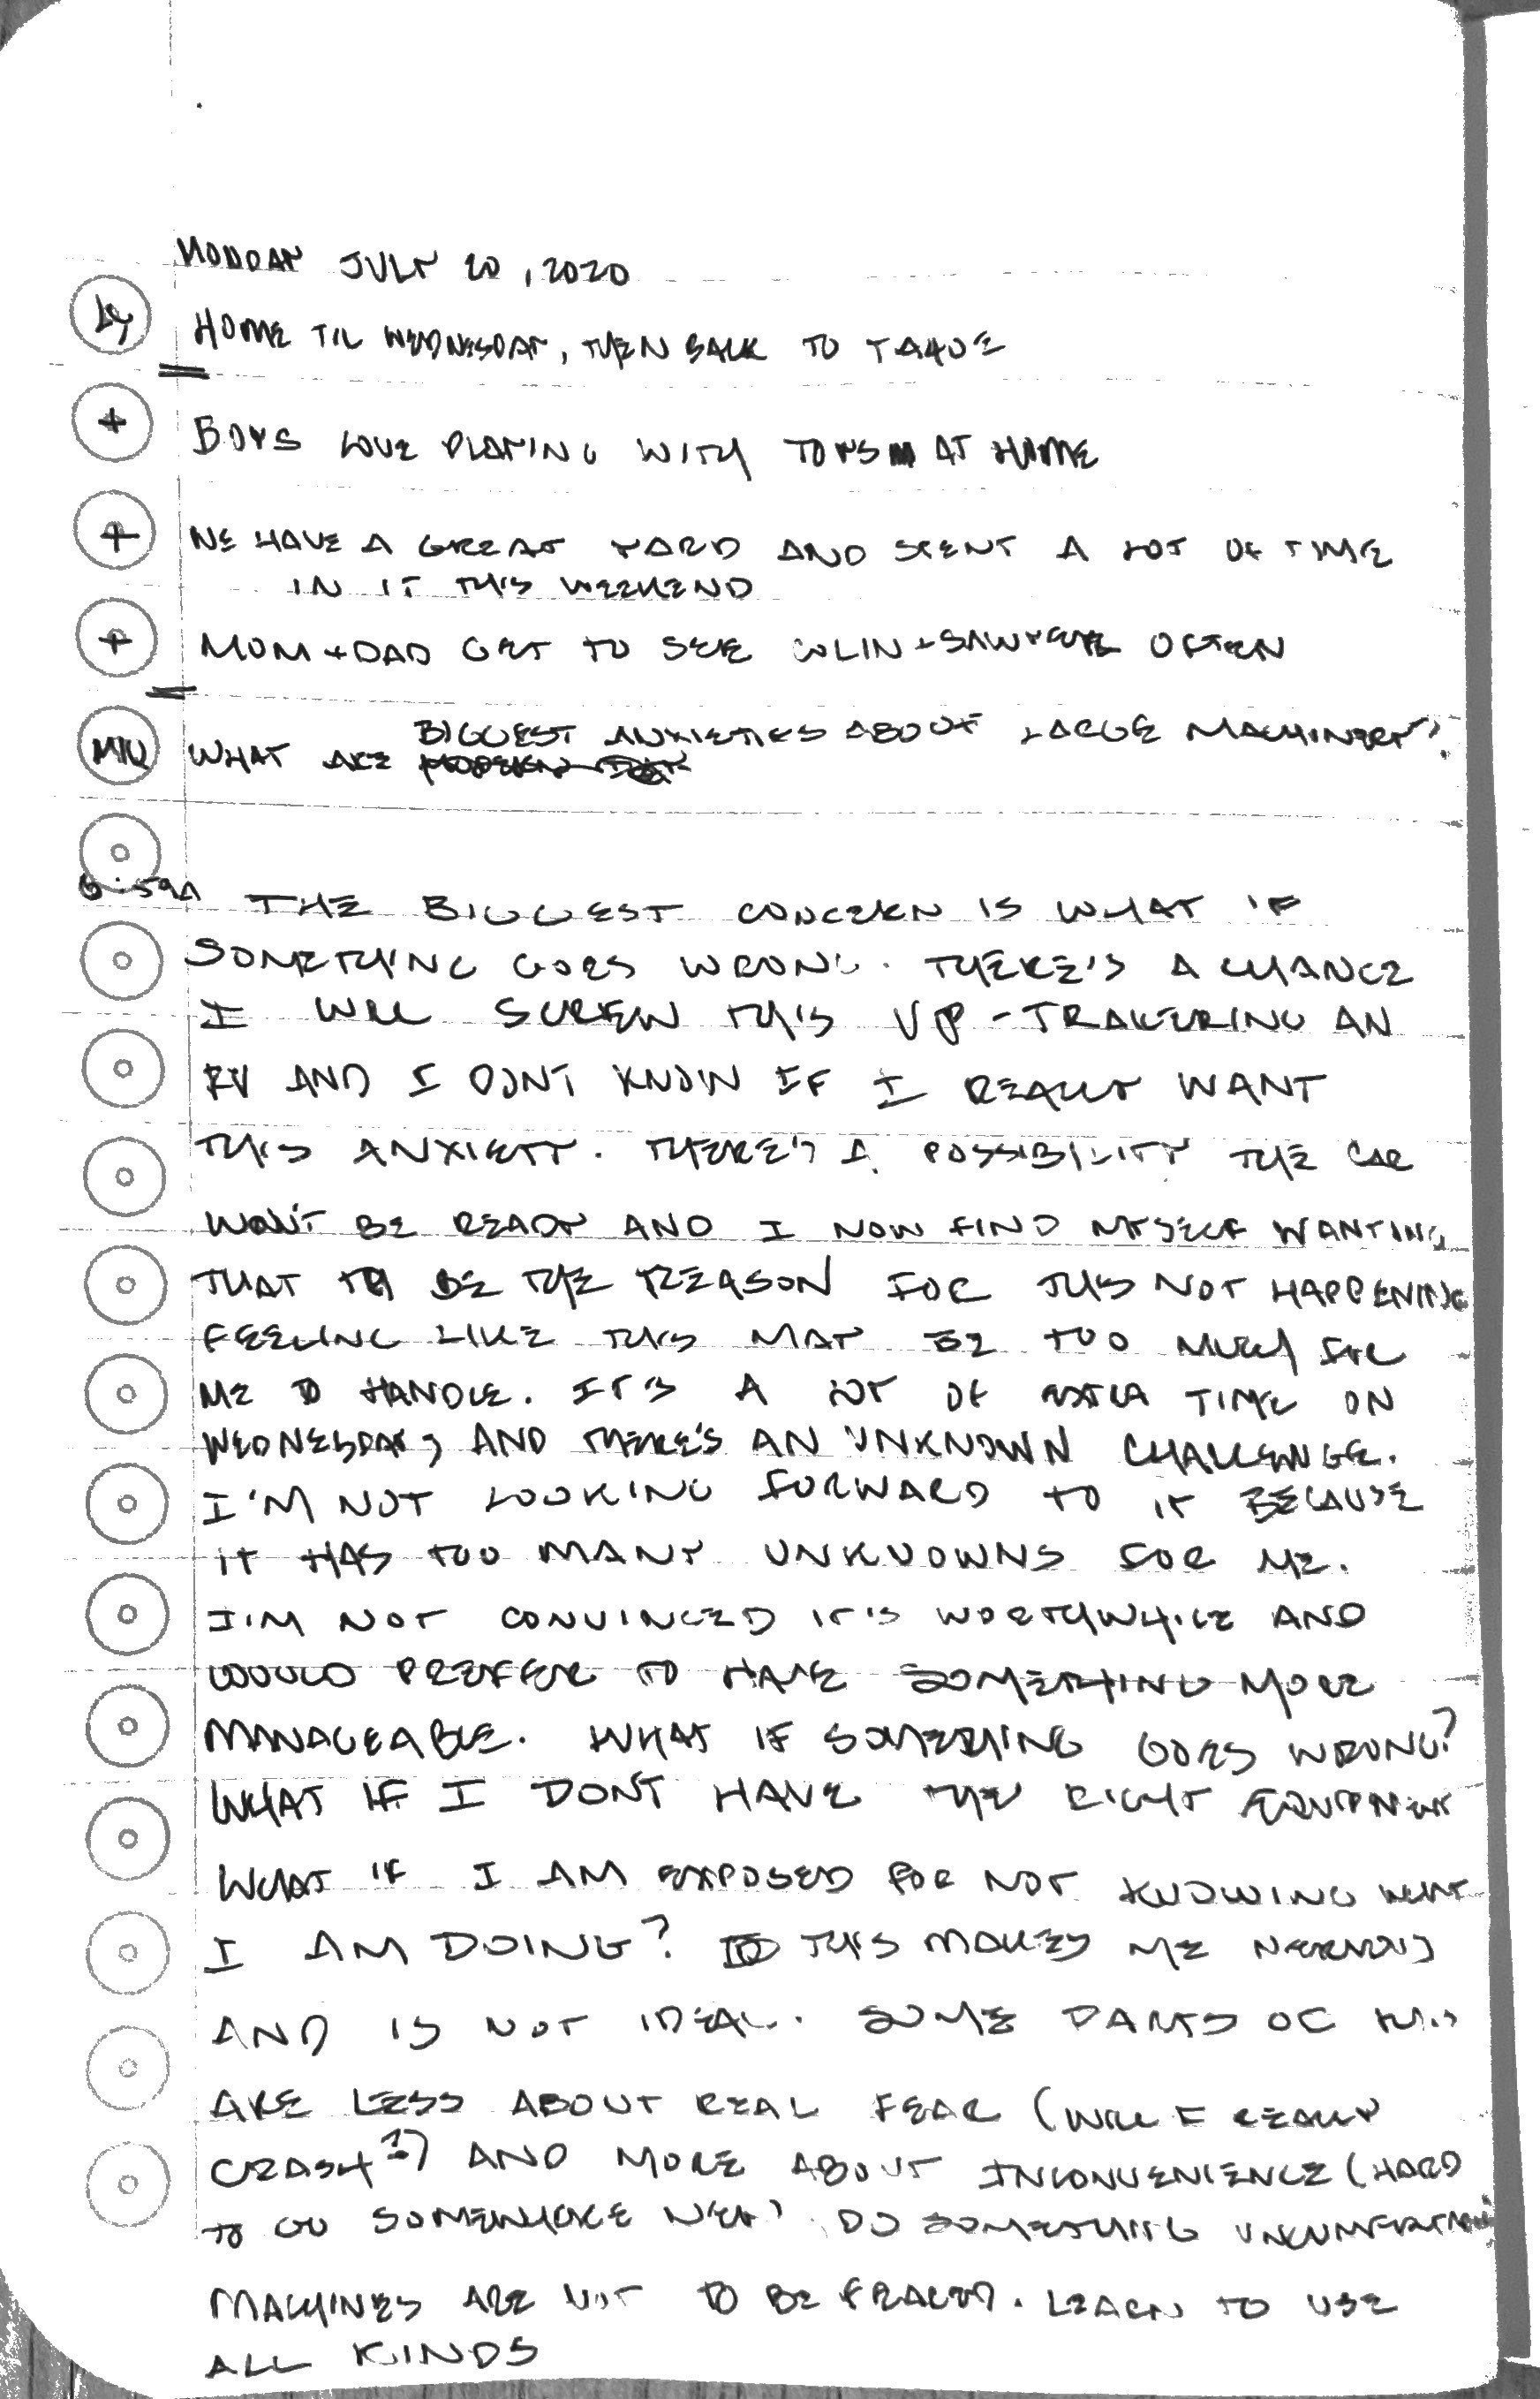 MONDAY JULY 20, 2020
HOME TIL WEDNESDAY, THEN BACK TO TAHOE
+ BOYS LOVE PLAYING WITH TOYS AT HOME
+ WE HAVE A GREAT YARD AND SPENT A LOT OF TIME
IN IT THIS WEEKEND
+ MOM + DAD GET TO SEE COLIN + SAWYER OFTEN
BIGGEST ANXIETIES ABOUT LARGE MACHINERY?
MIQ WHAT ARE
6:59A THE BIGGEST CONCERN IS WHAT IF
SOMETHING GOES WRONG. THERE'S A CHANCE
I WILL SCREW THIS UP - TRAILERING AN
RV AND I DONT KNOW IF I REALLY WANT
THIS ANXIETY. THERE'S A POSSIBILITY THE CAR
WON'T BE READY AND I NOW FIND MYSELF WANTING
THAT TO BE THE REASON FOR THIS NOT HAPPENING
FEELING LIKE THIS MAY BE TOO MUCH FOR
ME TO HANDLE. IT'S A LOT OF EXTRA TIME ON
WEDNESDAY, AND THERE'S AN UNKNOWN CHALLENGE.
I'M NOT LOOKING FORWARD TO IT BECAUSE
IT HAS TOO MANY UNKNOWNS FOR ME.
I'M NOT CONVINCED IT'S WORTHWHILE AND
WOULD PREFER TO HAVE SOMETHING MORE
MANAGEABLE. WHAT IF SOMETHING GOES WRONG?
WHAT IF I DONT HAVE THE RIGHT EQUIPMENT
WHAT IF I AM EXPOSED FOR NOT KNOWING WHAT
I AM DOING? THIS MAKES ME NERVOUS
AND IS NOT IDEAL. SOME PARTS OF THIS
ARE LESS ABOUT REAL FEAR (WILL I REALLY
CRASH?) AND MORE ABOUT INCONVENIENCE (HARD
TO GO SOMEWHERE NEW). DO SOMETHING UNCOMFORTABLE
MACHINES ARE NOT TO BE FEARED. LEARN TO USE
ALL KINDS